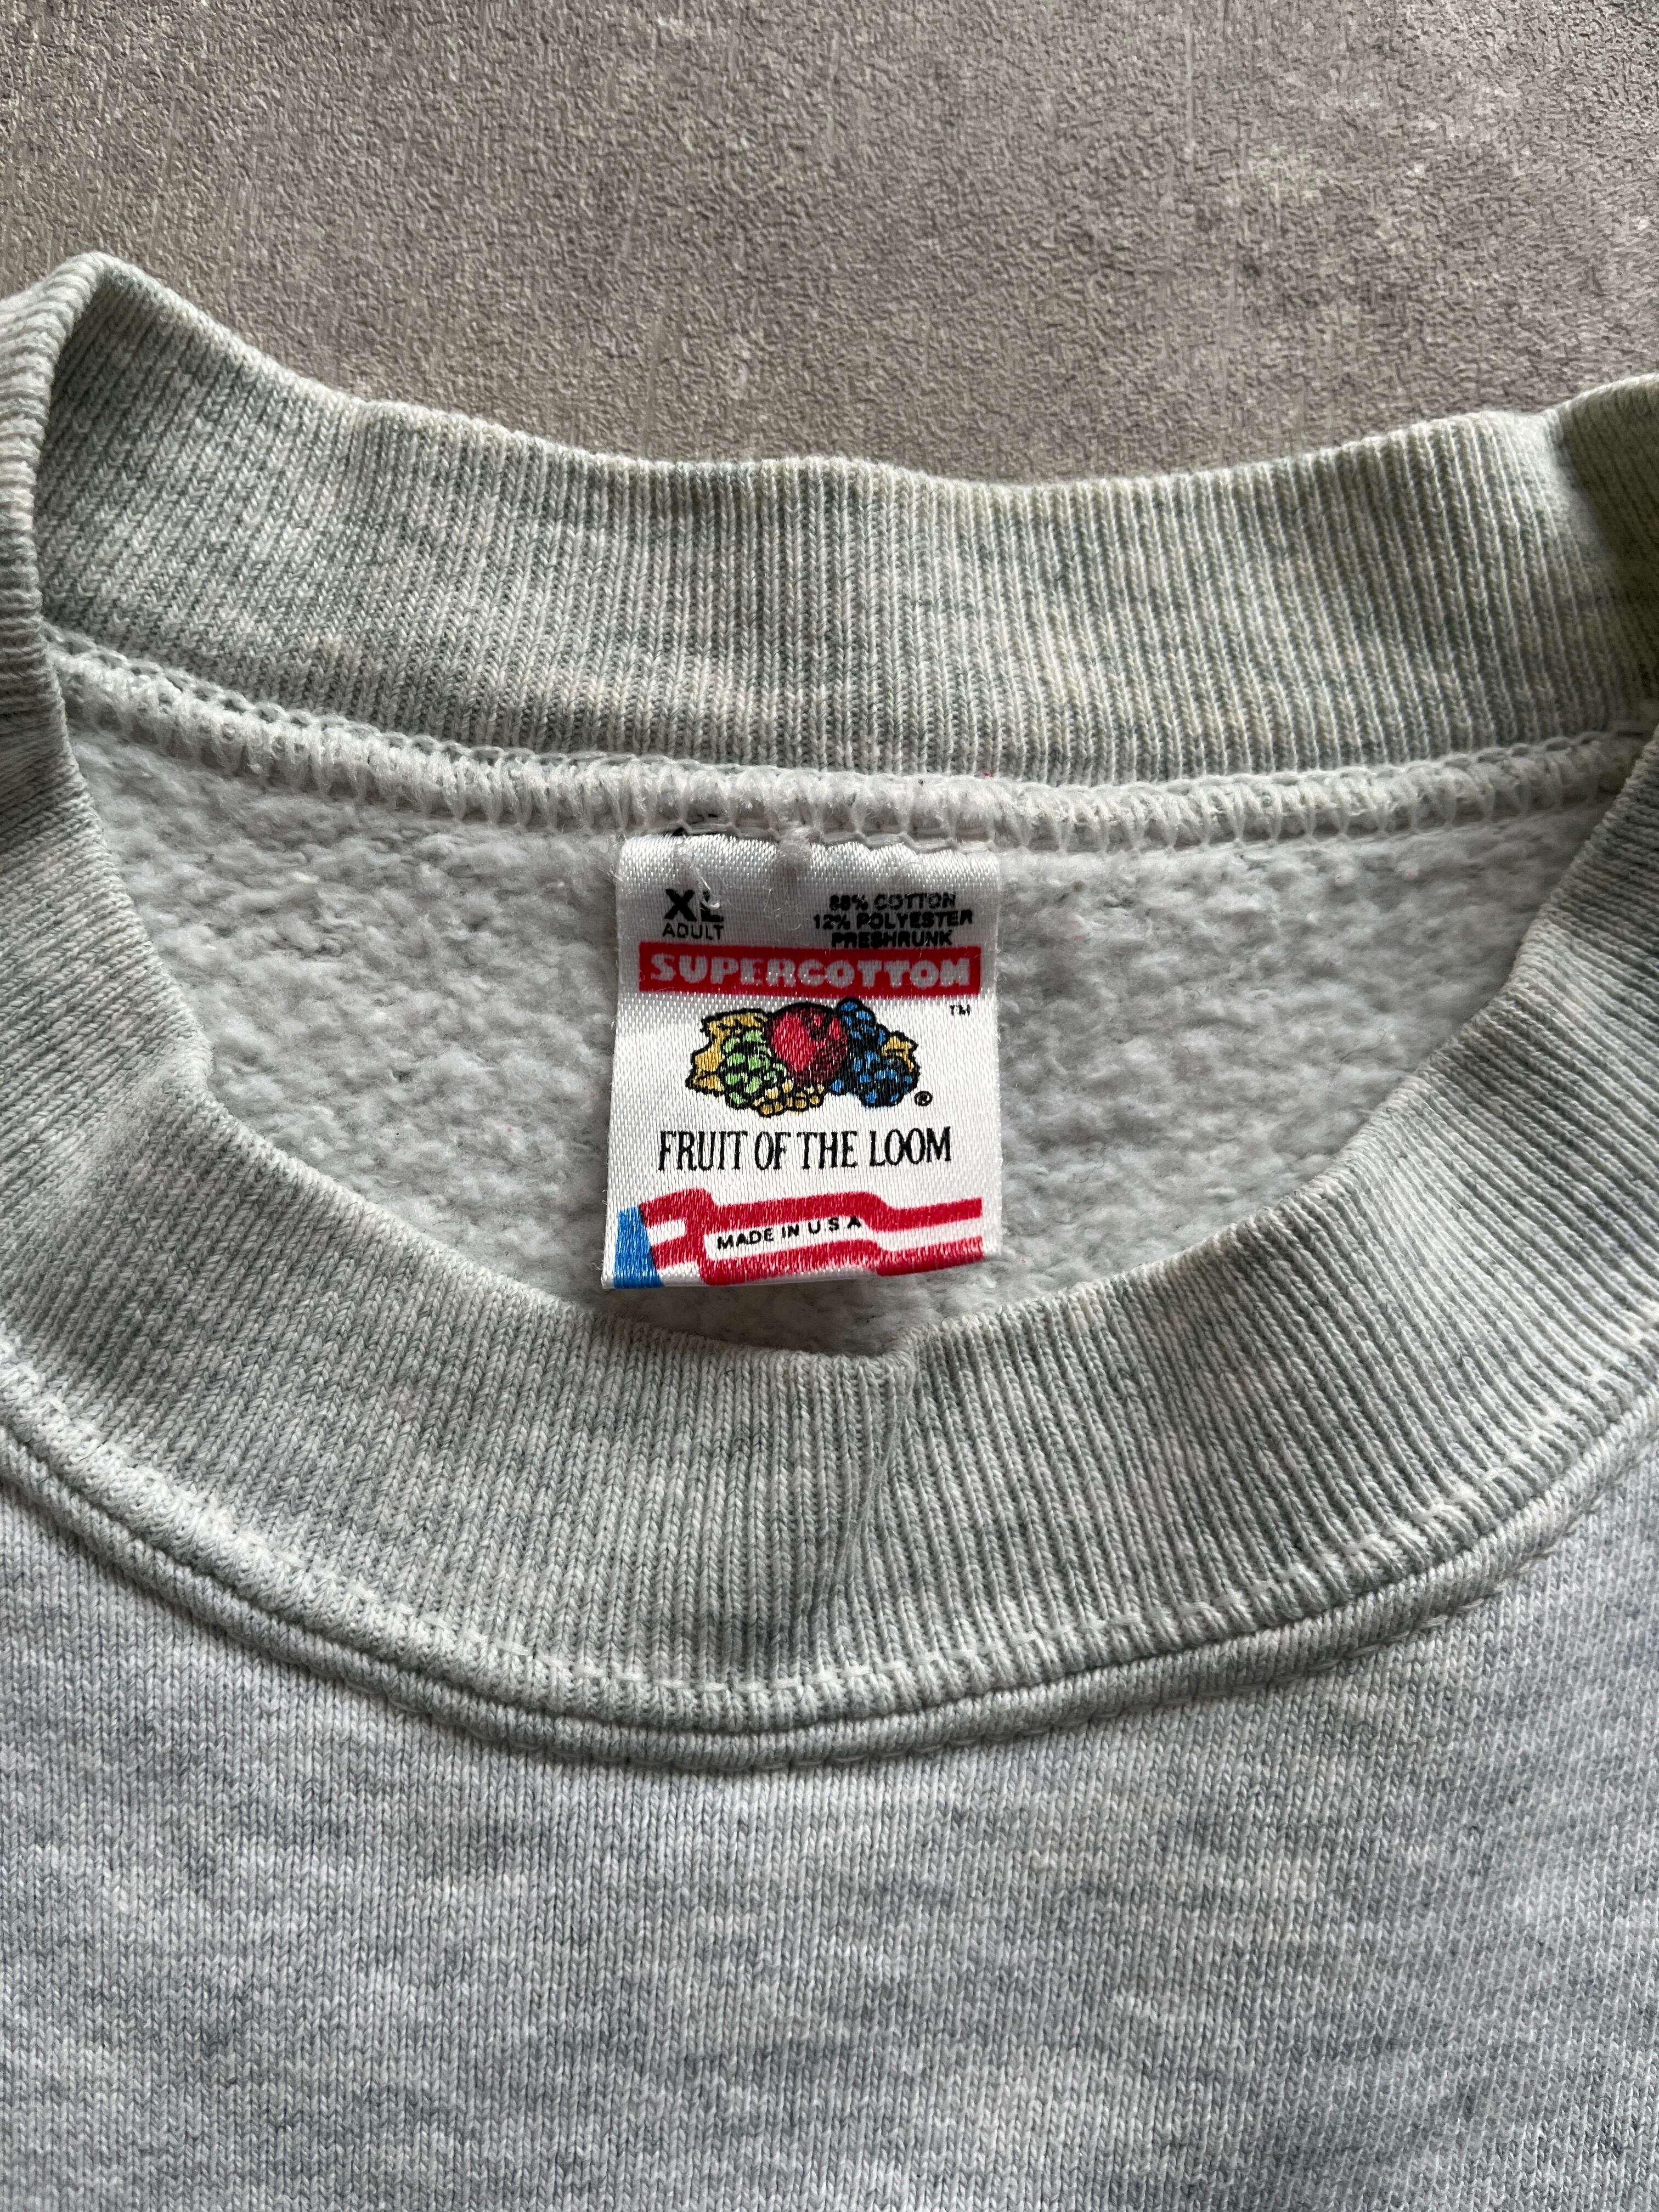 XL
ADULT
88% COTTON
12% POLYESTER
PRESHRUNK
SUPERCOTTON
TM
®
FRUIT OF THE LOOM
MADE IN U S A